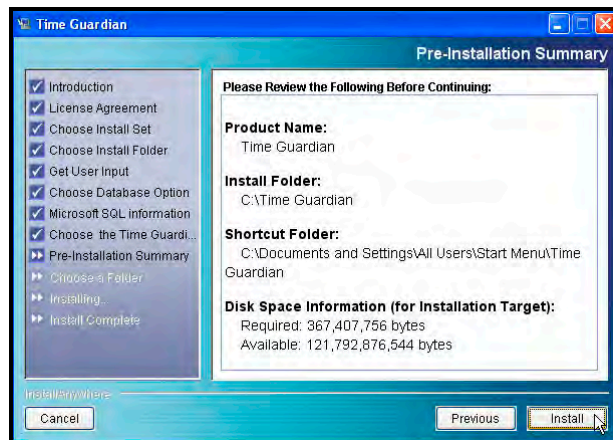 Time Guardian
Pre-Installation Summary
Introduction
License Agreement
Choose Install Set
Choose Install Folder
Get User Input
Choose Database Option
Microsoft SQL information
Choose the Time Guardi...
Pre-Installation Summary
Choose a Folder
Installing...
Install Complete
Please Review the Following Before Continuing:
Product Name:
Time Guardian
Install Folder:
C:\Time Guardian
Shortcut Folder:
C:\Documents and Settings\All Users\Start Menu\Time
Guardian
Disk Space Information (for Installation Target):
Required: 367,407,756 bytes
Available: 121,792,876,544 bytes
InstallAnywhere
Cancel
Previous
Install